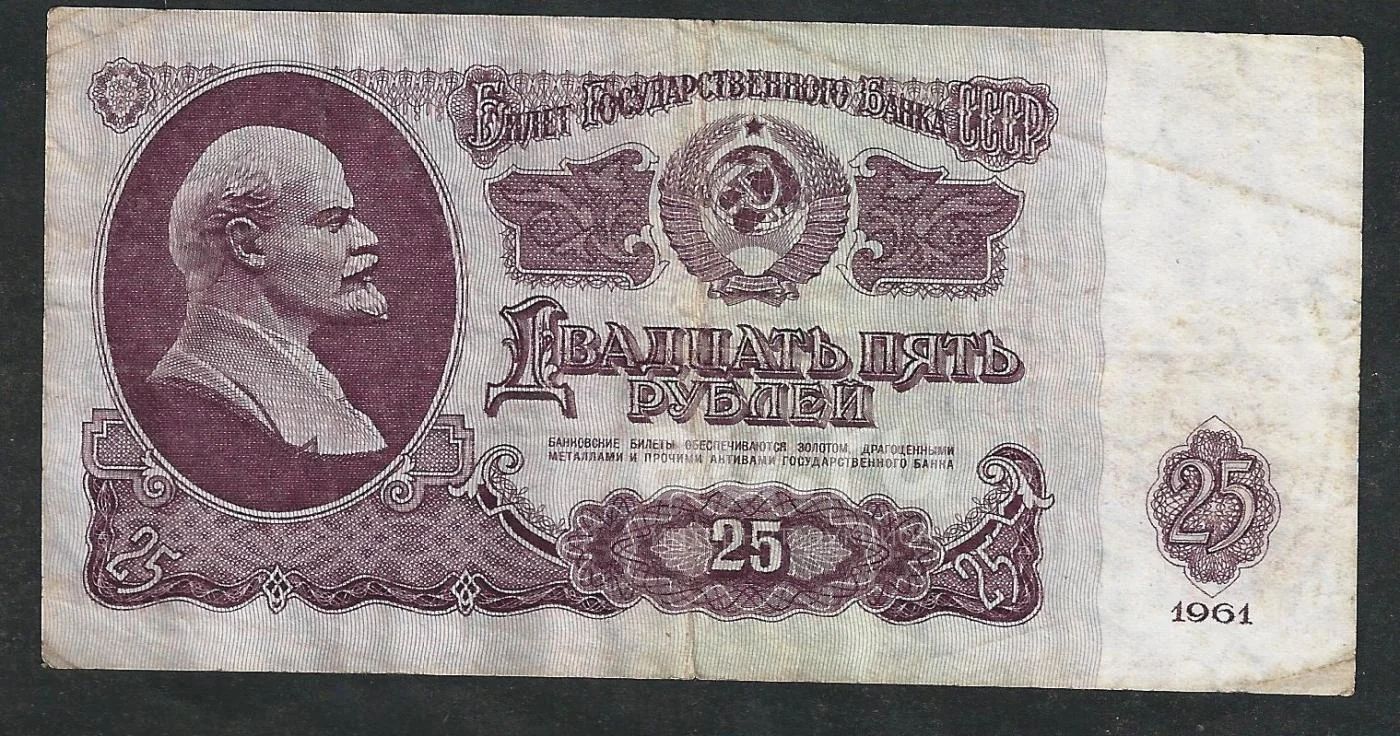 Билет Государственного Банка СССР
Двадцать пять
рублей
БАНКОВСКИЕ БИЛЕТЫ ОБЕСПЕЧИВАЮТСЯ ЗОЛОТОМ, ДРАГОЦЕННЫМИ
МЕТАЛЛАМИ И ПРОЧИМИ АКТИВАМИ ГОСУДАРСТВЕННОГО БАНКА
25
25
25
25
1961